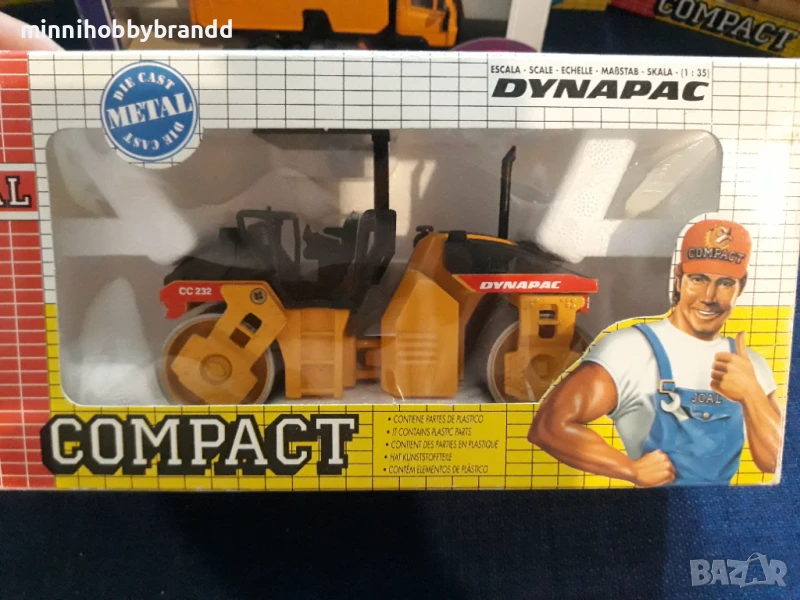 minnihobbybrandd
COMPACT
DIE CAST
METAL
DIE CAST
ESCALA - SCALE - ECHELLE - MAßSTAB - SKALA - (1 : 35)
DYNAPAC
AL
COMPACT
CC 232
DYNAPAC
JOAL
COMPACT
• CONTIENE PARTES DE PLASTICO
• IT CONTAINS PLASTIC PARTS
• CONTIENT DES PARTIES EN PLASTIQUE
• HAT KUNSTSTOFFTEILE
• CONTÉM ELEMENTOS DE PLÁSTICO
BAZAR